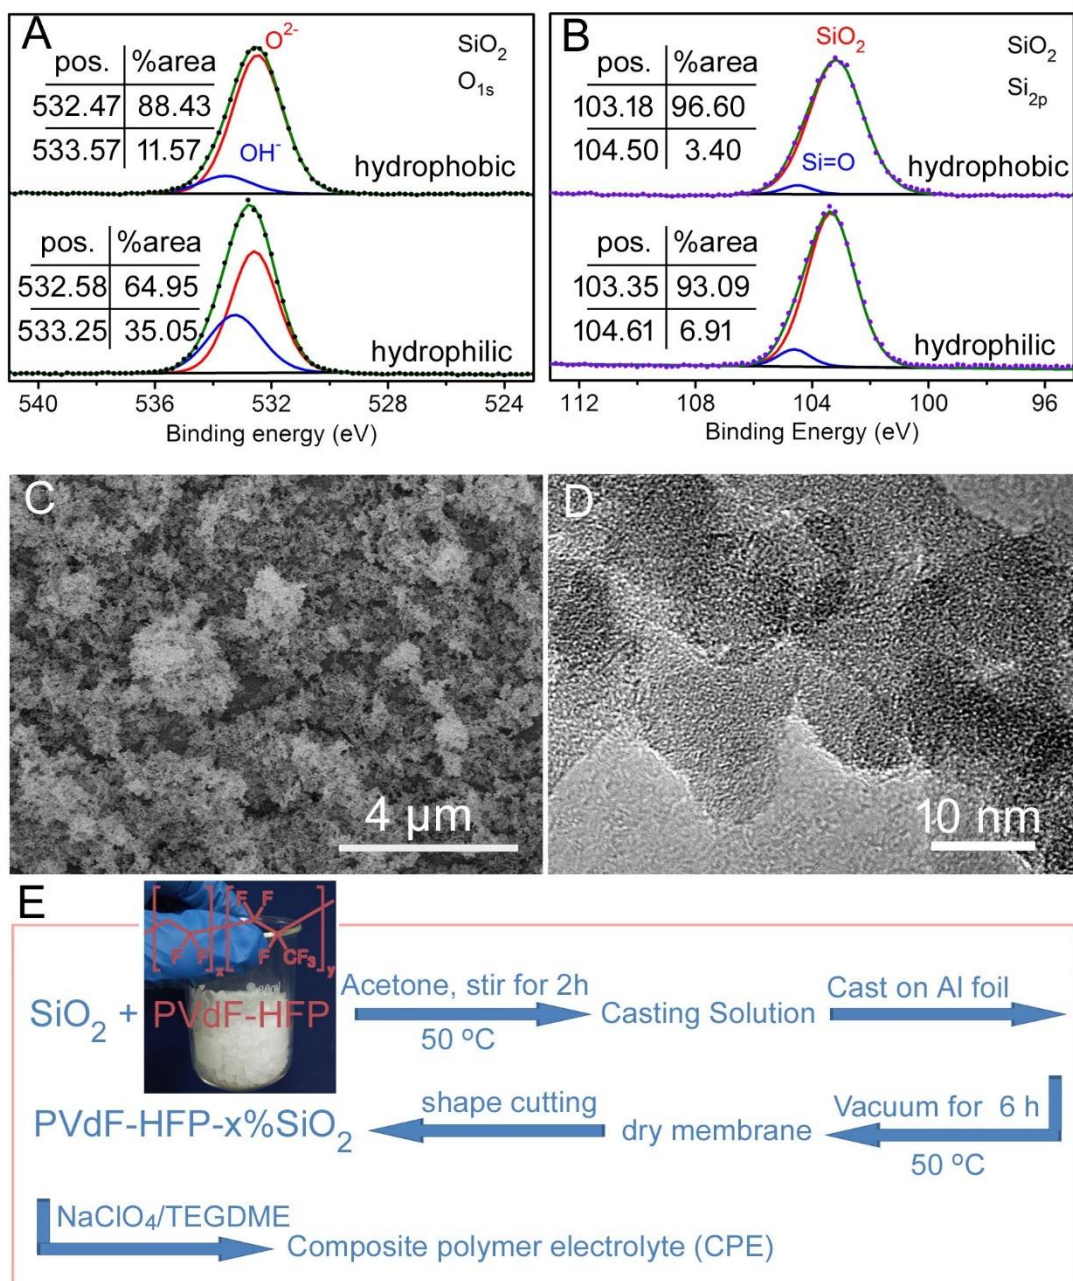 A
O²⁻
SiO₂
O₁ₛ
pos. %area
532.47 88.43
533.57 11.57
OH⁻
hydrophobic
pos. %area
532.58 64.95
533.25 35.05
hydrophilic
540 536 532 528 524
Binding energy (eV)
B
SiO₂
SiO₂
Si₂ₚ
pos. %area
103.18 96.60
104.50 3.40
Si=O
hydrophobic
pos. %area
103.35 93.09
104.61 6.91
hydrophilic
112 108 104 100 96
Binding Energy (eV)
C
4 µm
D
10 nm
E
F F
F F F CF₃
x y
SiO₂ + PVdF-HFP
Acetone, stir for 2h
50 ºC
Casting Solution
Cast on Al foil
Vacuum for 6 h
50 ºC
dry membrane
shape cutting
PVdF-HFP-x%SiO₂
NaClO₄/TEGDME
Composite polymer electrolyte (CPE)